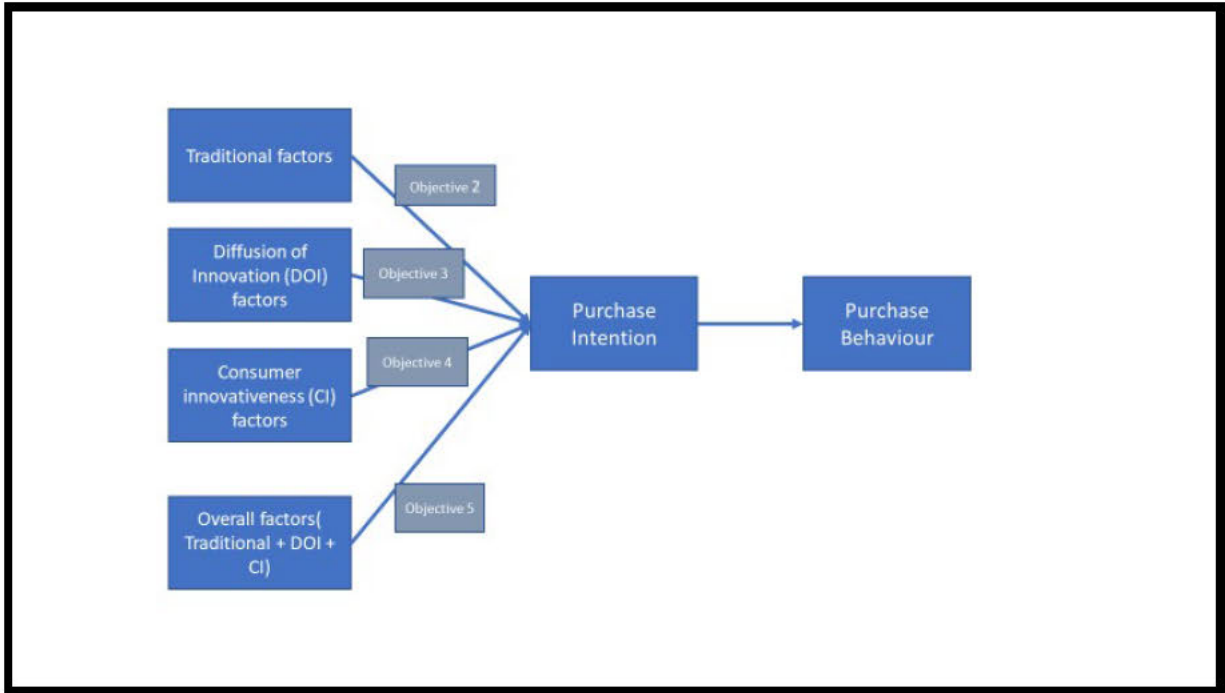 Traditional factors
Objective 2
Diffusion of
Innovation (DOI)
factors
Objective 3
Consumer
innovativeness (CI)
factors
Objective 4
Overall factors(
Traditional + DOI +
CI)
Objective 5
Purchase
Intention
Purchase
Behaviour